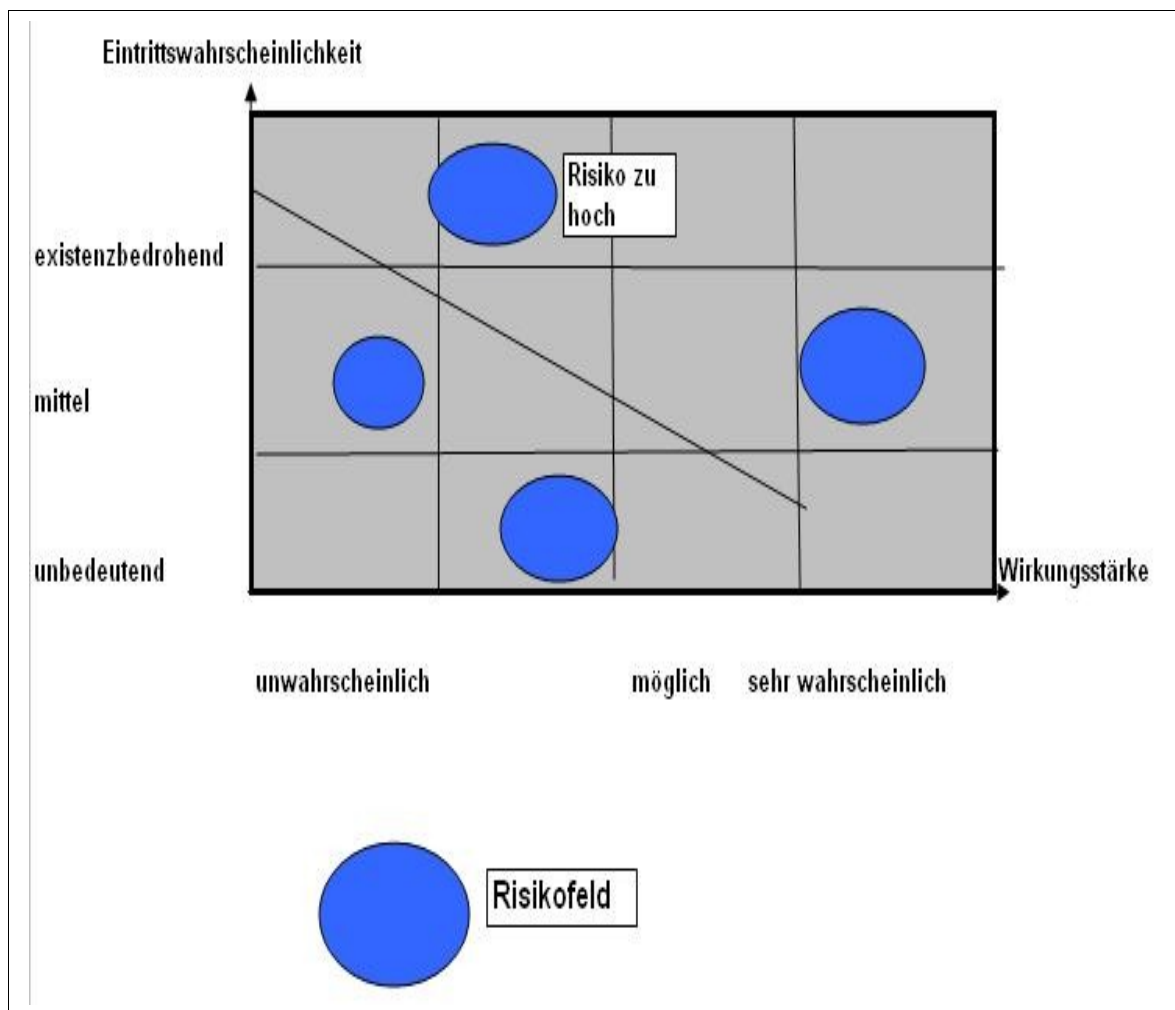 Eintrittswahrscheinlichkeit
Risiko zu
hoch
existenzbedrohend
mittel
unbedeutend
Wirkungsstärke
unwahrscheinlich möglich sehr wahrscheinlich
Risikofeld